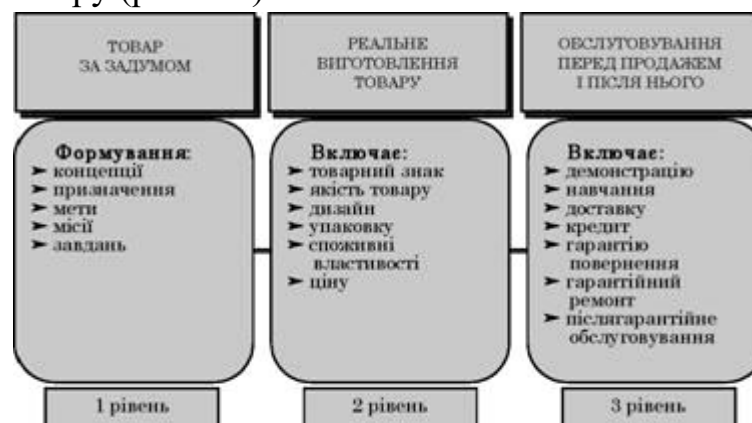 ТОВАР
ЗА ЗАДУМОМ
Формування:
➤ концепції
➤ призначення
➤ мети
➤ місії
➤ завдань
1 рівень
РЕАЛЬНЕ
ВИГОТОВЛЕННЯ
ТОВАРУ
Включає:
➤ товарний знак
➤ якість товару
➤ дизайн
➤ упаковку
➤ споживні
властивості
➤ ціну
2 рівень
ОБСЛУГОВУВАННЯ
ПЕРЕД ПРОДАЖЕМ
І ПІСЛЯ НЬОГО
Включає:
➤ демонстрацію
➤ навчання
➤ доставку
➤ кредит
➤ гарантію
повернення
➤ гарантійний
ремонт
➤ післягарантійне
обслуговування
3 рівень